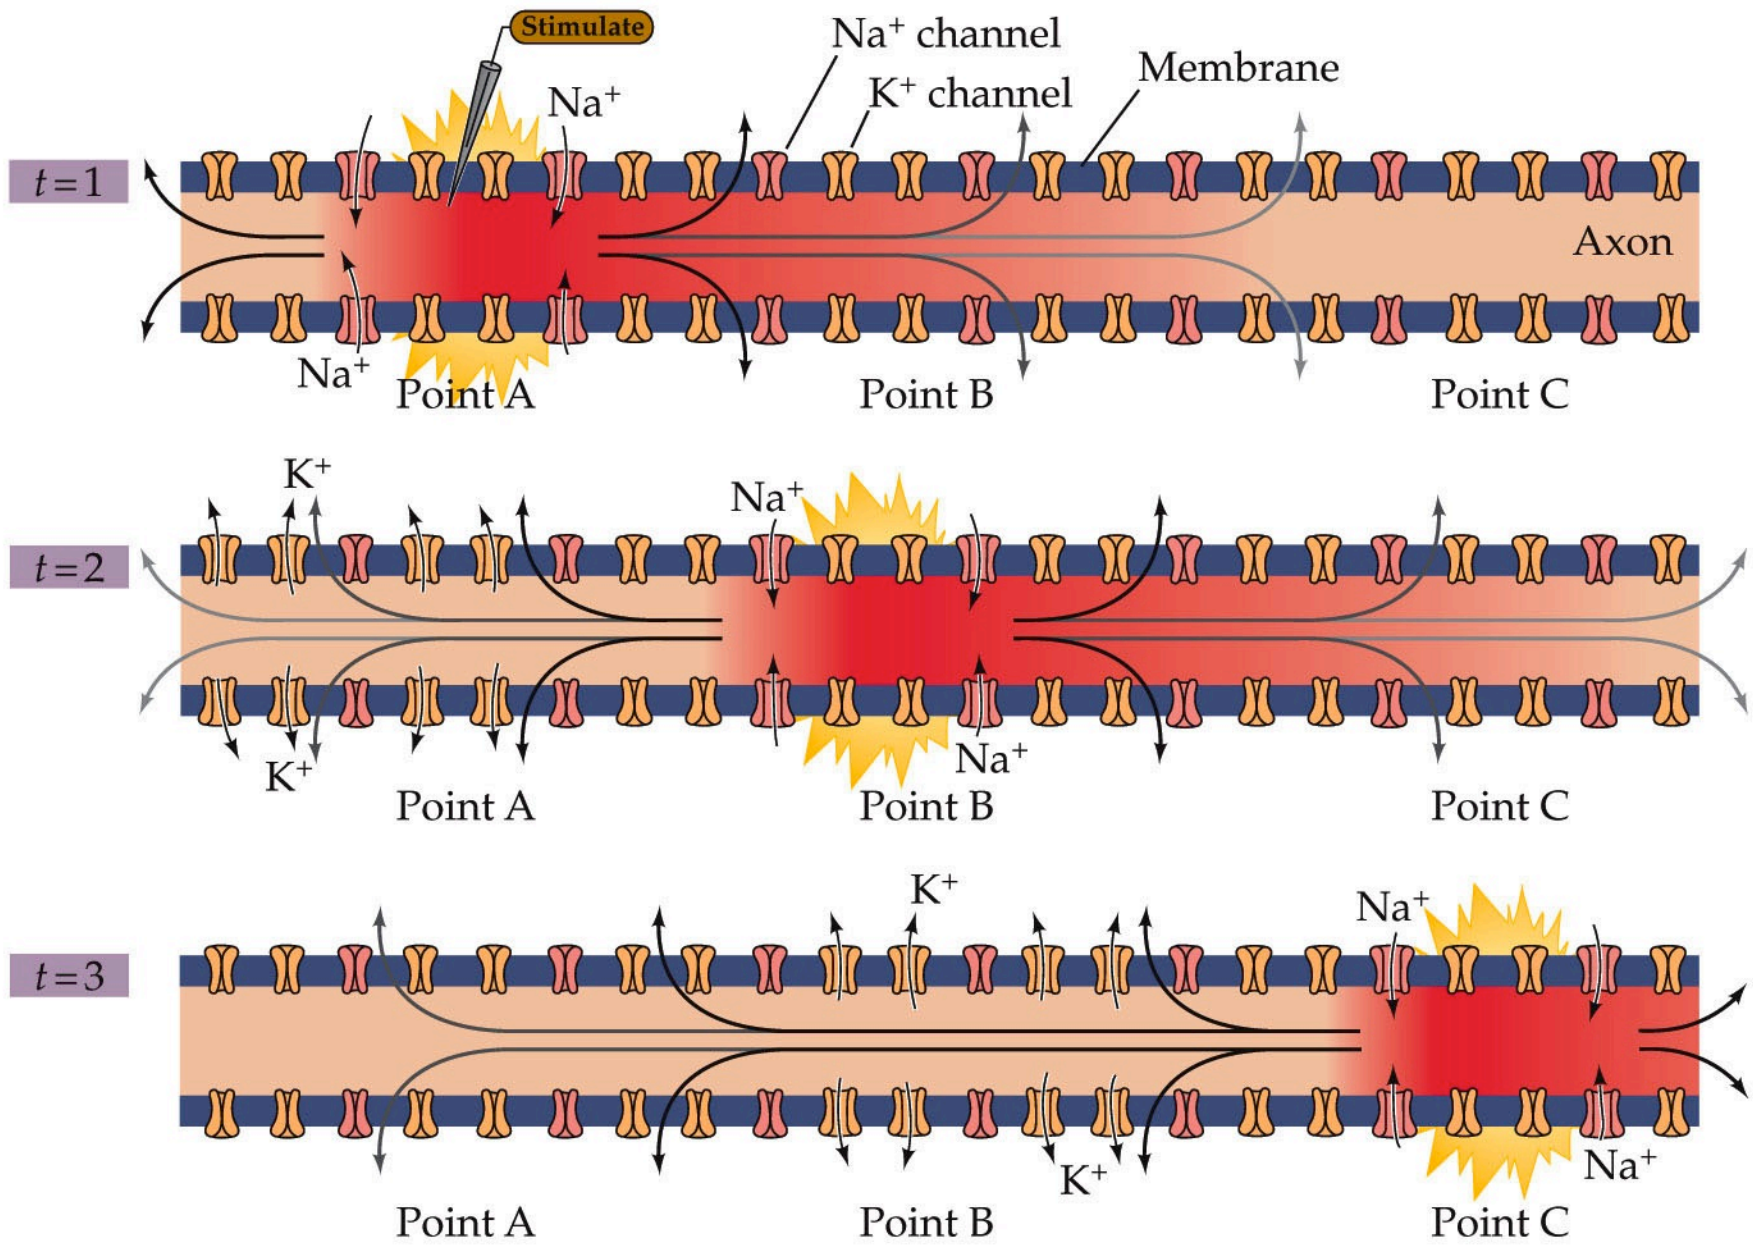 Stimulate
Na⁺ channel
K⁺ channel
Membrane
Na⁺
t=1
Axon
Na⁺
Point A
Point B
Point C
K⁺
Na⁺
t=2
K⁺
Na⁺
Point A
Point B
Point C
K⁺
Na⁺
t=3
K⁺
Na⁺
Point A
Point B
Point C